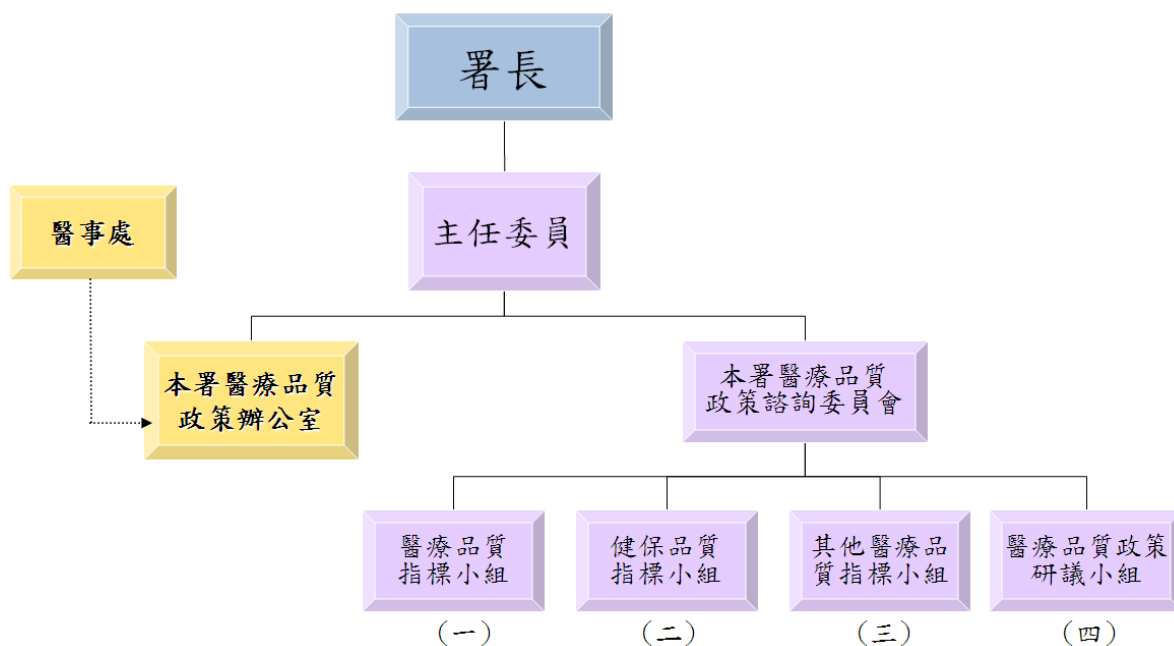 署長
主任委員
醫事處
本署醫療品質
政策辦公室
本署醫療品質
政策諮詢委員會
醫療品質
指標小組
健保品質
指標小組
其他醫療品
質指標小組
醫療品質政策
研議小組
（一）
（二）
（三）
（四）